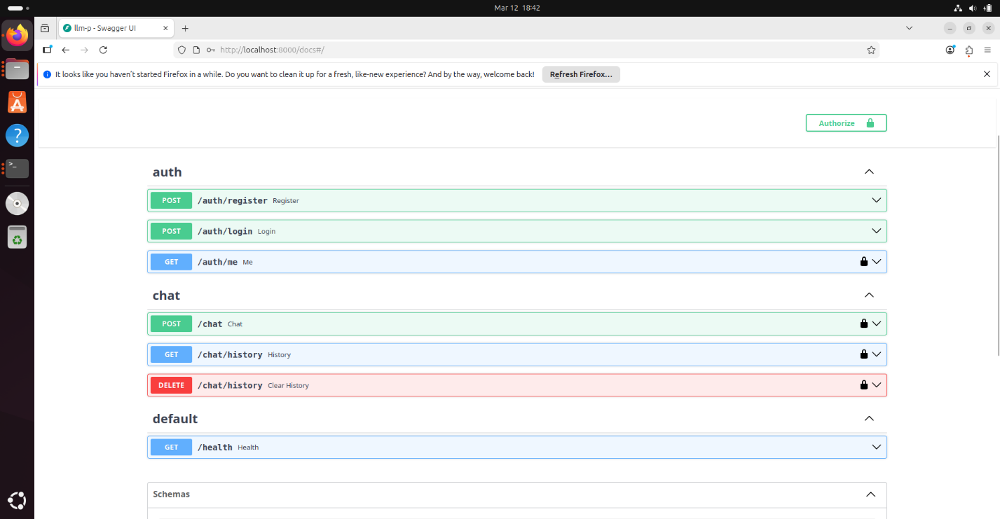 Mar 12 18:42
llm-p - Swagger UI
http://localhost:8000/docs#/
It looks like you haven't started Firefox in a while. Do you want to clean it up for a fresh, like-new experience? And by the way, welcome back! Refresh Firefox...
Authorize
auth
POST /auth/register Register
POST /auth/login Login
GET /auth/me Me
chat
POST /chat Chat
GET /chat/history History
DELETE /chat/history Clear History
default
GET /health Health
Schemas